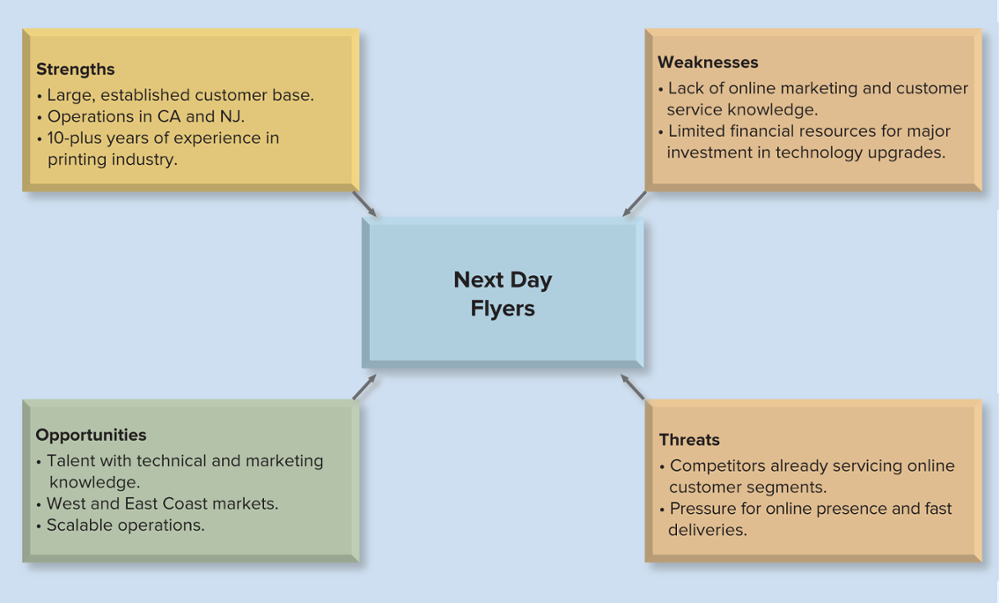 Strengths
• Large, established customer base.
• Operations in CA and NJ.
• 10-plus years of experience in
printing industry.
Weaknesses
• Lack of online marketing and customer
service knowledge.
• Limited financial resources for major
investment in technology upgrades.
Next Day
Flyers
Opportunities
• Talent with technical and marketing
knowledge.
• West and East Coast markets.
• Scalable operations.
Threats
• Competitors already servicing online
customer segments.
• Pressure for online presence and fast
deliveries.